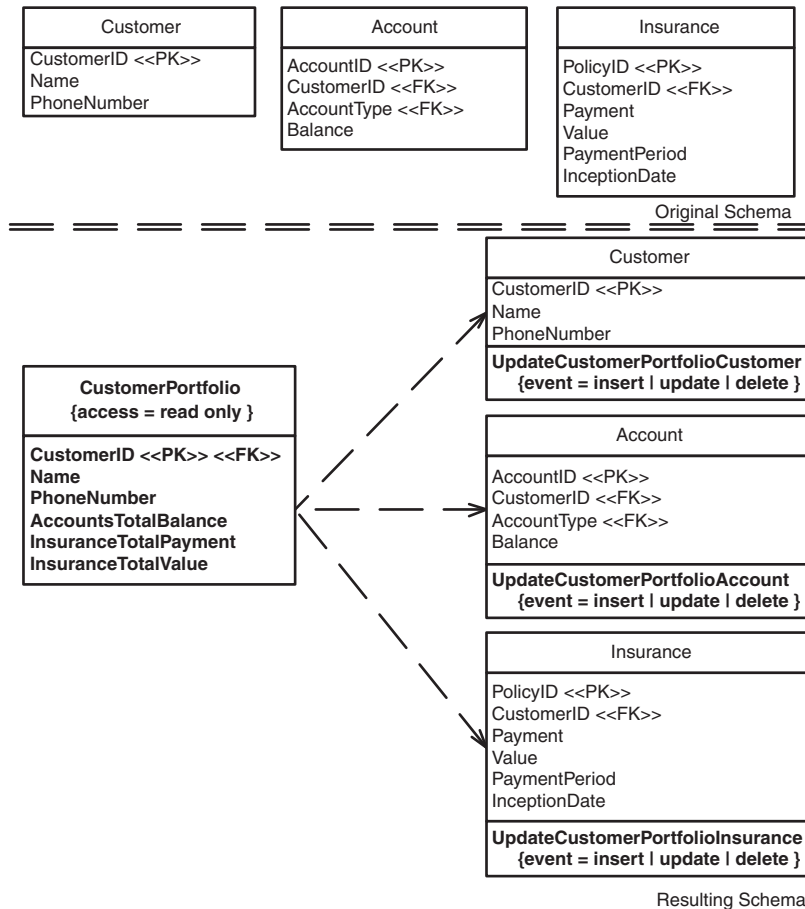 Customer
CustomerID <<PK>>
Name
PhoneNumber
Account
AccountID <<PK>>
CustomerID <<FK>>
AccountType <<FK>>
Balance
Insurance
PolicyID <<PK>>
CustomerID <<FK>>
Payment
Value
PaymentPeriod
InceptionDate
Original Schema
CustomerPortfolio
{access = read only }
CustomerID <<PK>> <<FK>>
Name
PhoneNumber
AccountsTotalBalance
InsuranceTotalPayment
InsuranceTotalValue
Customer
CustomerID <<PK>>
Name
PhoneNumber
UpdateCustomerPortfolioCustomer
{event = insert | update | delete }
Account
AccountID <<PK>>
CustomerID <<FK>>
AccountType <<FK>>
Balance
UpdateCustomerPortfolioAccount
{event = insert | update | delete }
Insurance
PolicyID <<PK>>
CustomerID <<FK>>
Payment
Value
PaymentPeriod
InceptionDate
UpdateCustomerPortfolioInsurance
{event = insert | update | delete }
Resulting Schema